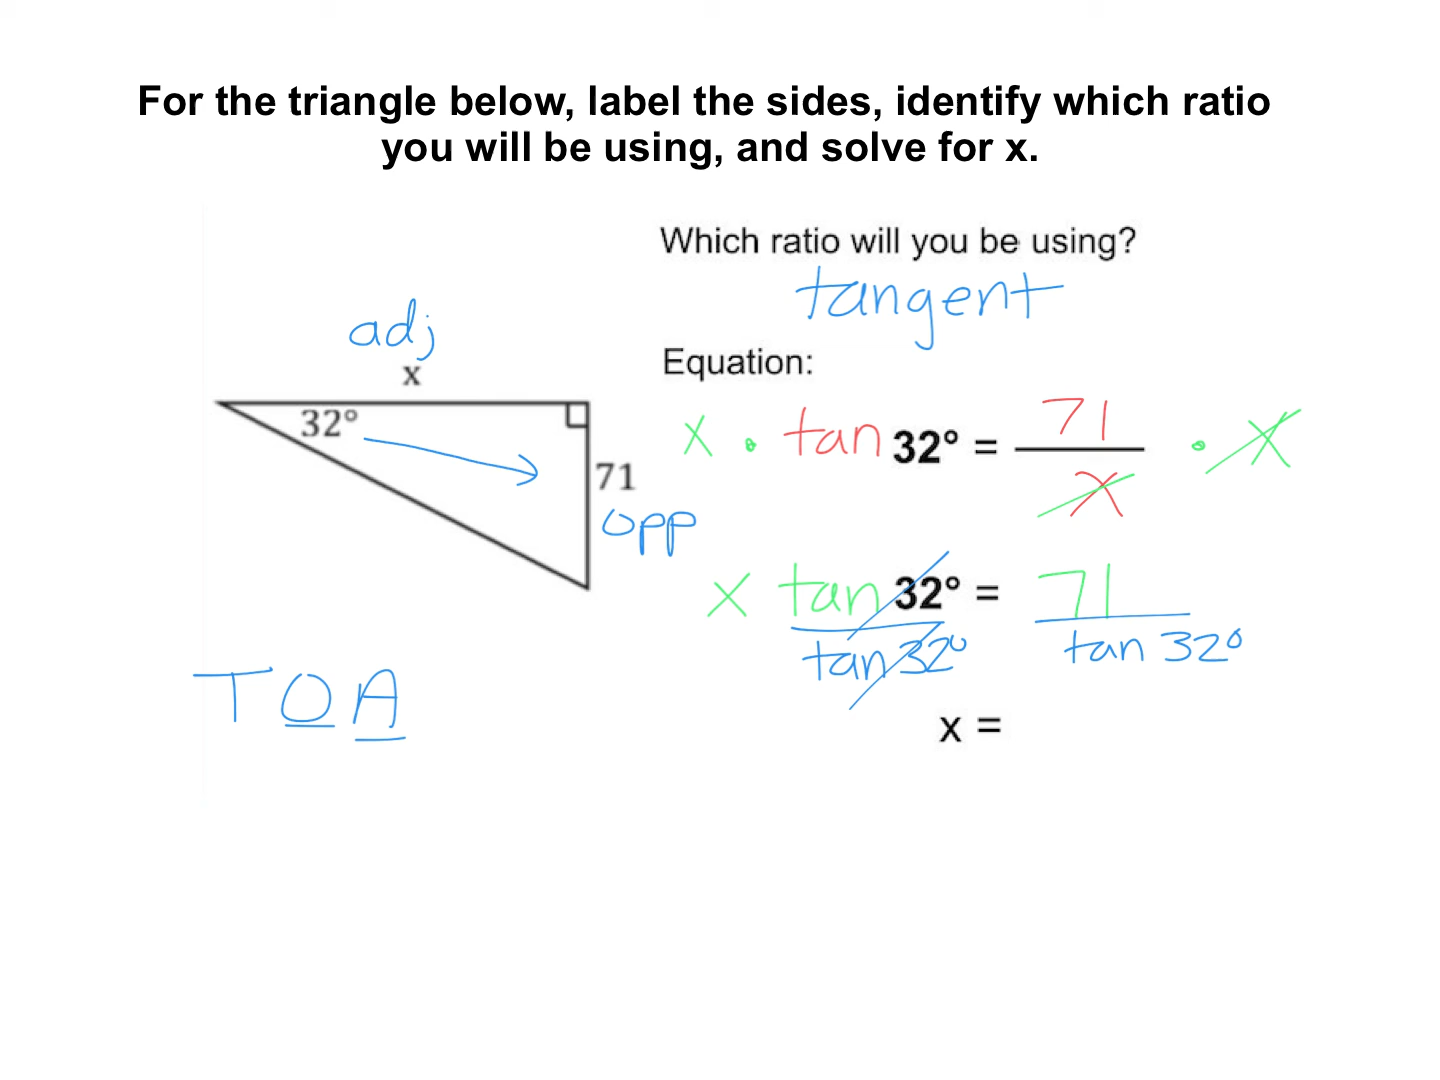 For the triangle below, label the sides, identify which ratio
you will be using, and solve for x.
Which ratio will you be using?
tangent
adj
x
32°
71
opp
Equation:
x · tan 32° = 71 / x · x
x tan 32° = 71
tan 32° tan 32°
TOA
x =